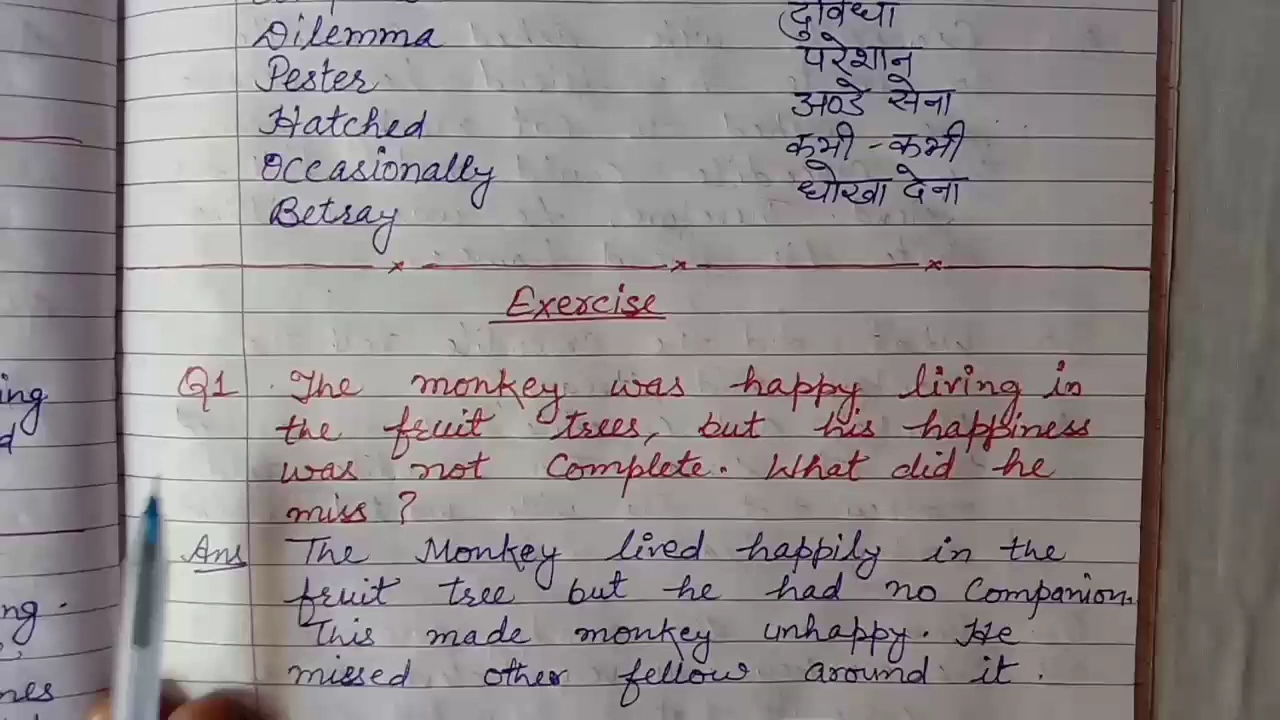 Dilemma दुविधा
Pester परेशान
Hatched अण्डे सेना
Occasionally कभी - कभी
Betray धोखा देना
Exercise
Q1 The monkey was happy living in
the fruit trees, but his happiness
was not Complete. What did he
miss ?
Ans The Monkey lived happily in the
fruit tree but he had no Companion.
This made monkey unhappy. He
missed other fellow around it.